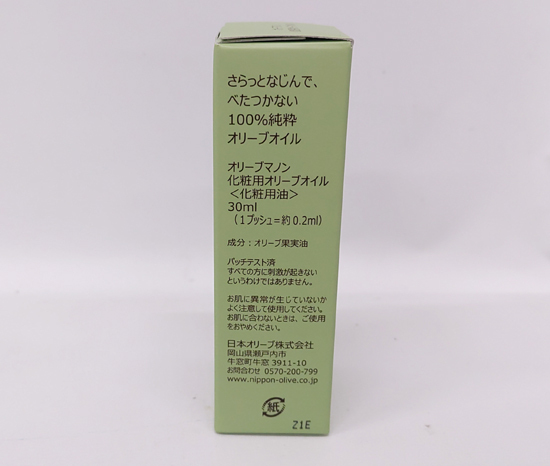 さらっとなじんで、
べたつかない
100%純粋
オリーブオイル
オリーブマノン
化粧用オリーブオイル
＜化粧用油＞
30ml
（1プッシュ＝約0.2ml）
成分：オリーブ果実油
パッチテスト済
すべての方に刺激が起きない
というわけではありません。
お肌に異常が生じていないか
よく注意して使用してください。
お肌に合わないときは、ご使用
をおやめください。
日本オリーブ株式会社
岡山県瀬戸内市
牛窓町牛窓 3911-10
お問合わせ 0570-200-799
www.nippon-olive.co.jp
紙
Z1E